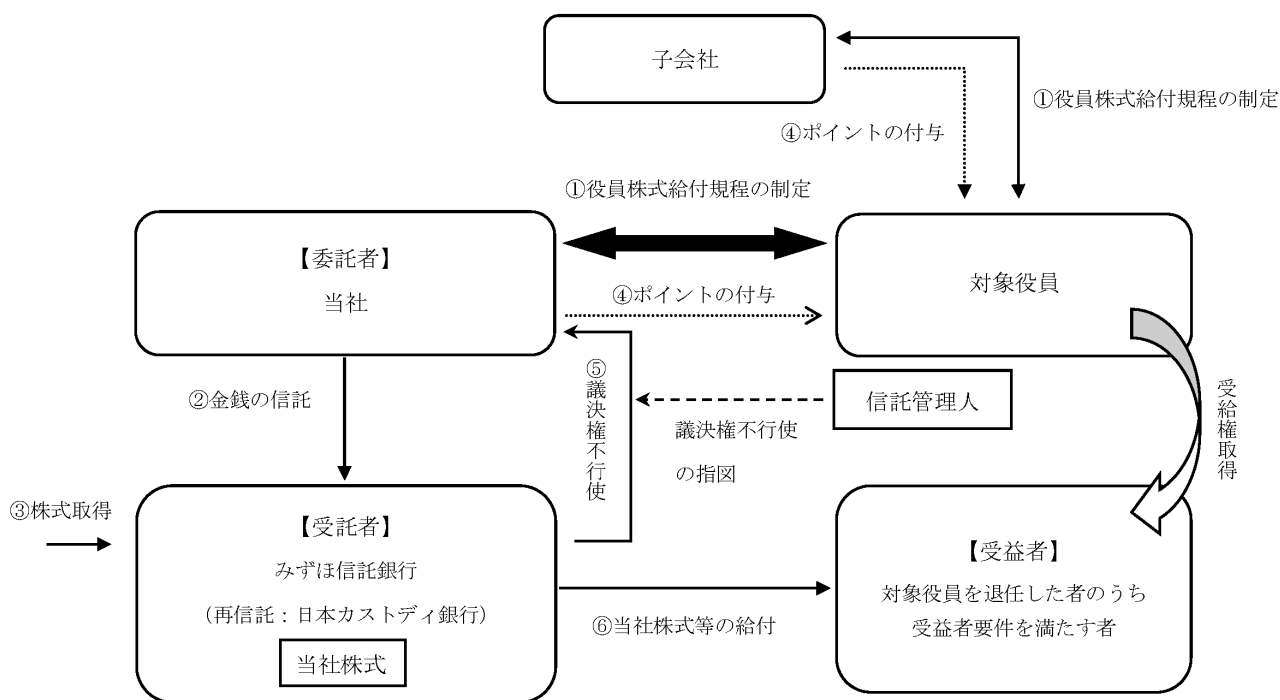 子会社
①役員株式給付規程の制定
④ポイントの付与
①役員株式給付規程の制定
【委託者】
当社
④ポイントの付与
対象役員
②金銭の信託
⑤議決権不行使
議決権不行使
の指図
信託管理人
受給権取得
③株式取得
【受託者】
みずほ信託銀行
（再信託：日本カストディ銀行）
当社株式
⑥当社株式等の給付
【受益者】
対象役員を退任した者のうち
受益者要件を満たす者